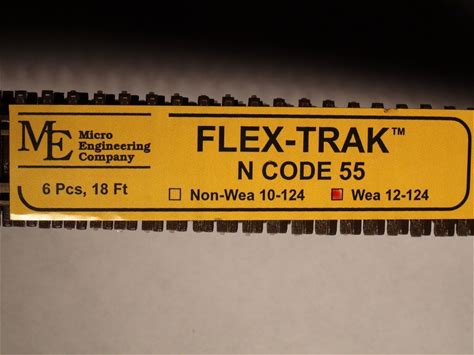 ME Micro
Engineering
Company
FLEX-TRAK™
N CODE 55
6 Pcs, 18 Ft
Non-Wea 10-124
Wea 12-124